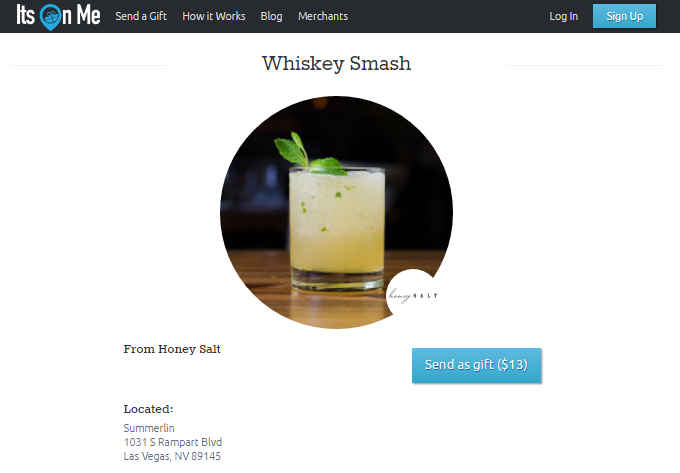 Its On Me
Send a Gift
How it Works
Blog
Merchants
Log In
Sign Up
Whiskey Smash
honey SALT
From Honey Salt
Send as gift ($13)
Located:
Summerlin
1031 S Rampart Blvd
Las Vegas, NV 89145